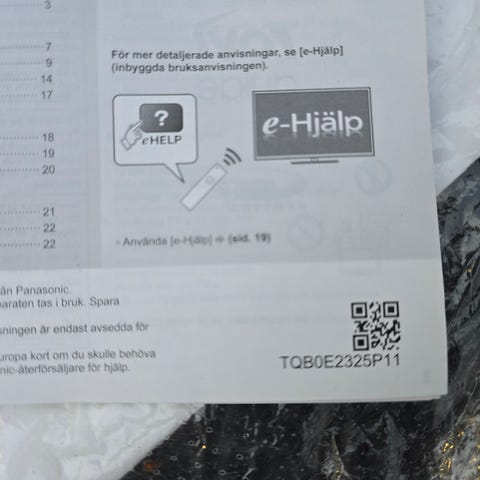 3
7
9
14
17
18
19
20
21
22
22
För mer detaljerade anvisningar, se [e-Hjälp]
(inbyggda bruksanvisningen).
?
eHELP
e-Hjälp
Använda [e-Hjälp] ⇨ (sid. 19)
ån Panasonic.
paraten tas i bruk. Spara
sningen är endast avsedda för
uropa kort om du skulle behöva
nic-återförsäljare för hjälp.
TQB0E2325P11